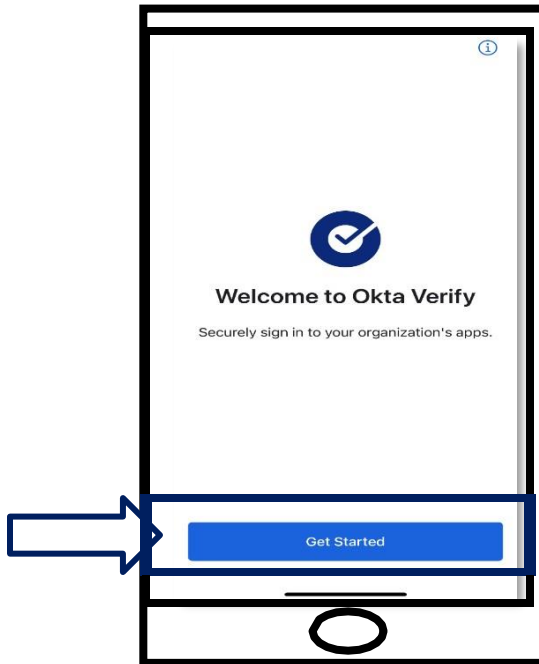 Welcome to Okta Verify
Securely sign in to your organization's apps.
Get Started